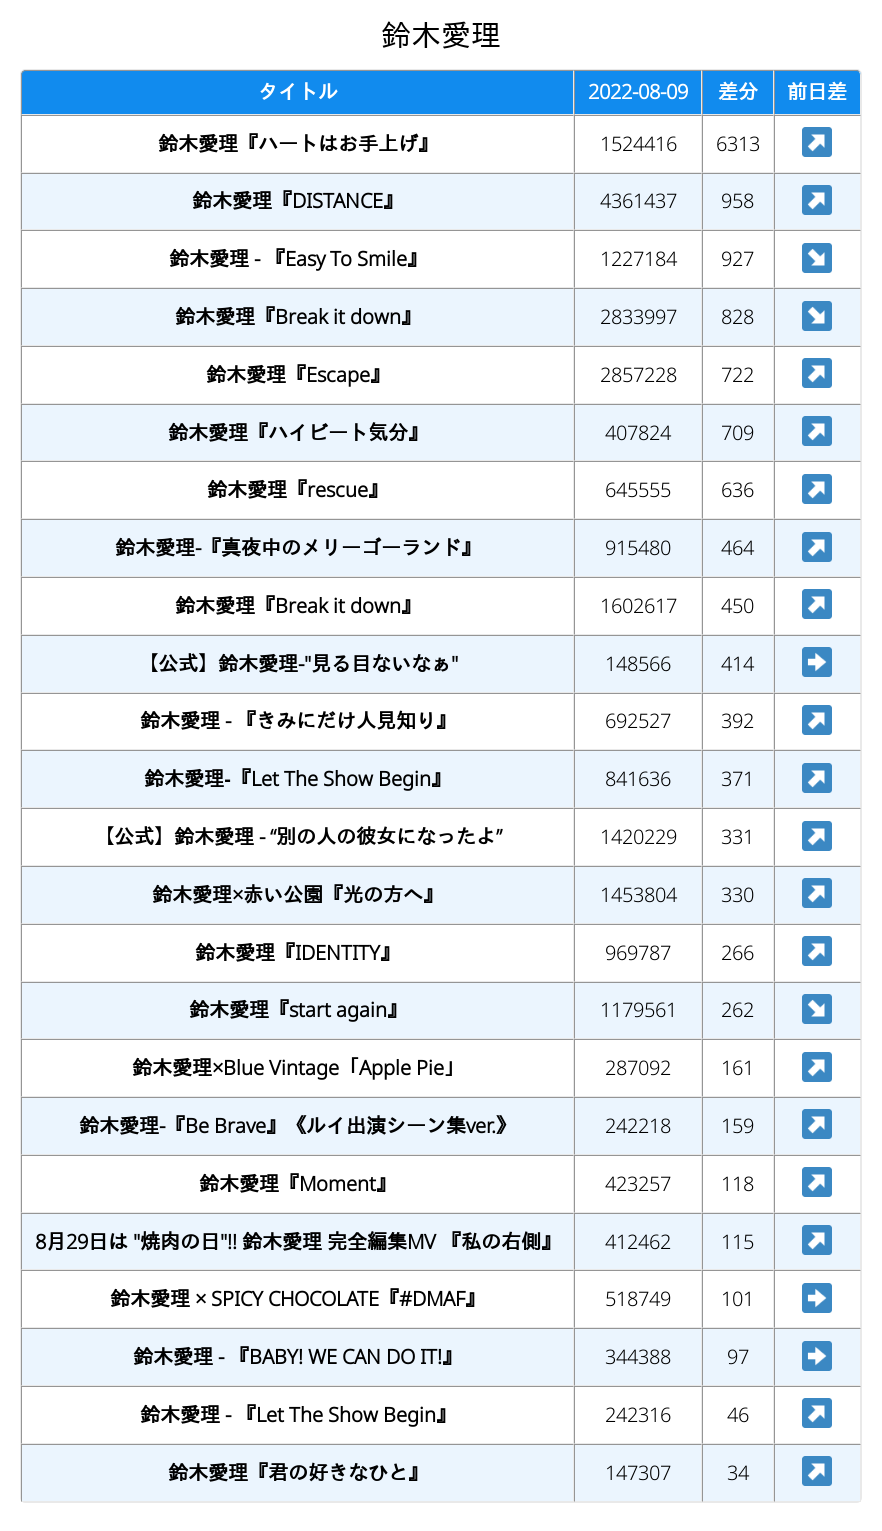 鈴木愛理
タイトル 2022-08-09 差分 前日差
鈴木愛理『ハートはお手上げ』 1524416 6313
鈴木愛理『DISTANCE』 4361437 958
鈴木愛理 - 『Easy To Smile』 1227184 927
鈴木愛理『Break it down』 2833997 828
鈴木愛理『Escape』 2857228 722
鈴木愛理『ハイビート気分』 407824 709
鈴木愛理『rescue』 645555 636
鈴木愛理-『真夜中のメリーゴーランド』 915480 464
鈴木愛理『Break it down』 1602617 450
【公式】鈴木愛理-"見る目ないなぁ" 148566 414
鈴木愛理 - 『きみにだけ人見知り』 692527 392
鈴木愛理-『Let The Show Begin』 841636 371
【公式】鈴木愛理 - “別の人の彼女になったよ” 1420229 331
鈴木愛理×赤い公園『光の方へ』 1453804 330
鈴木愛理『IDENTITY』 969787 266
鈴木愛理『start again』 1179561 262
鈴木愛理×Blue Vintage「Apple Pie」 287092 161
鈴木愛理-『Be Brave』《ルイ出演シーン集ver.》 242218 159
鈴木愛理『Moment』 423257 118
8月29日は "焼肉の日"!! 鈴木愛理 完全編集MV 『私の右側』 412462 115
鈴木愛理 × SPICY CHOCOLATE『#DMAF』 518749 101
鈴木愛理 - 『BABY! WE CAN DO IT!』 344388 97
鈴木愛理 - 『Let The Show Begin』 242316 46
鈴木愛理『君の好きなひと』 147307 34